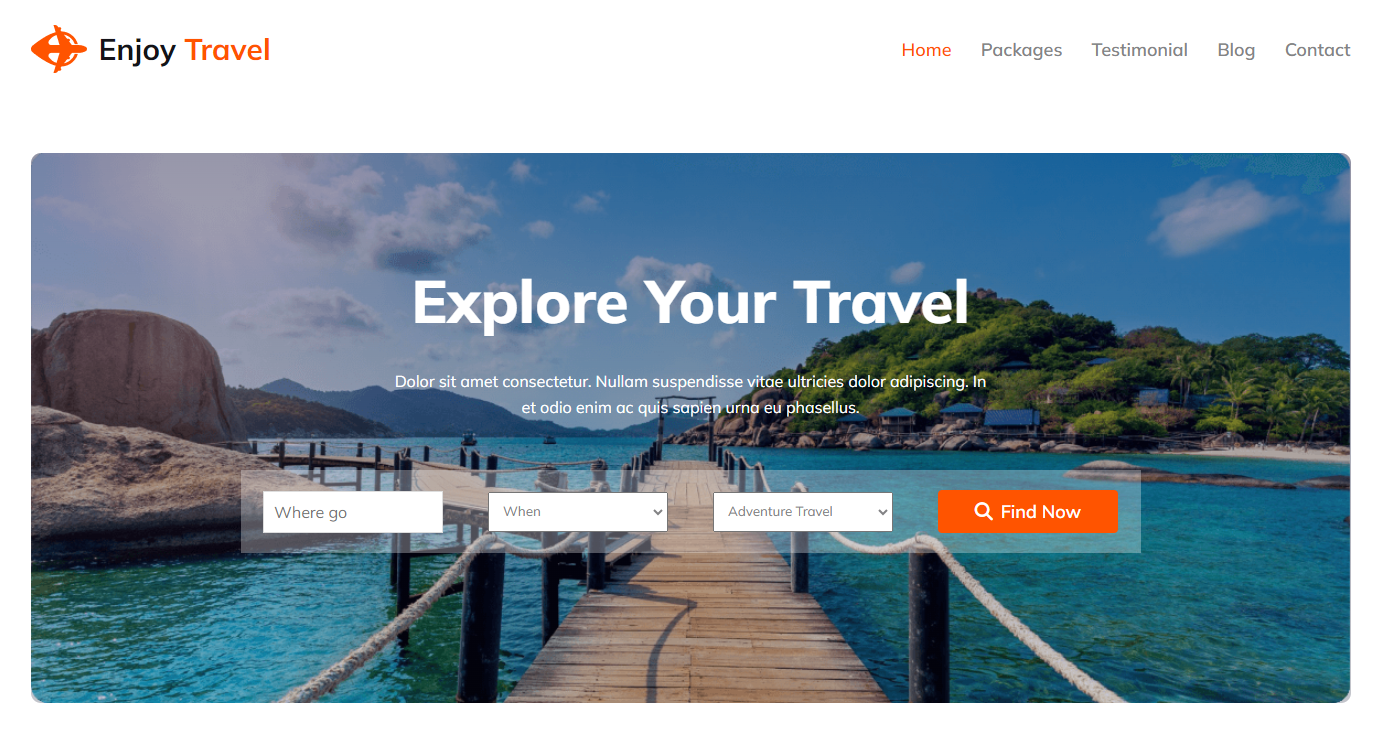 Enjoy Travel
Home Packages Testimonial Blog Contact
Explore Your Travel
Dolor sit amet consectetur. Nullam suspendisse vitae ultricies dolor adipiscing. In
et odio enim ac quis sapien urna eu phasellus.
Where go When Adventure Travel Find Now